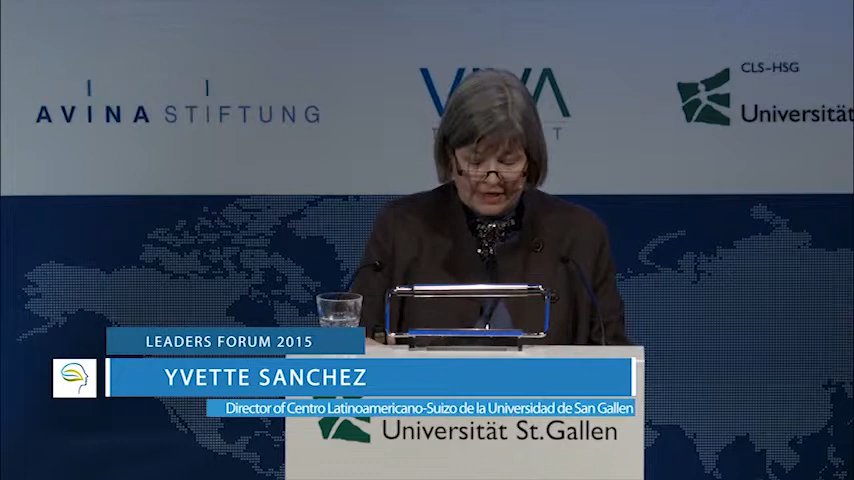 AVINA STIFTUNG
VIVA
CLS-HSG
Universität
LEADERS FORUM 2015
YVETTE SANCHEZ
Director of Centro Latinoamericano-Suizo de la Universidad de San Gallen
Universität St.Gallen